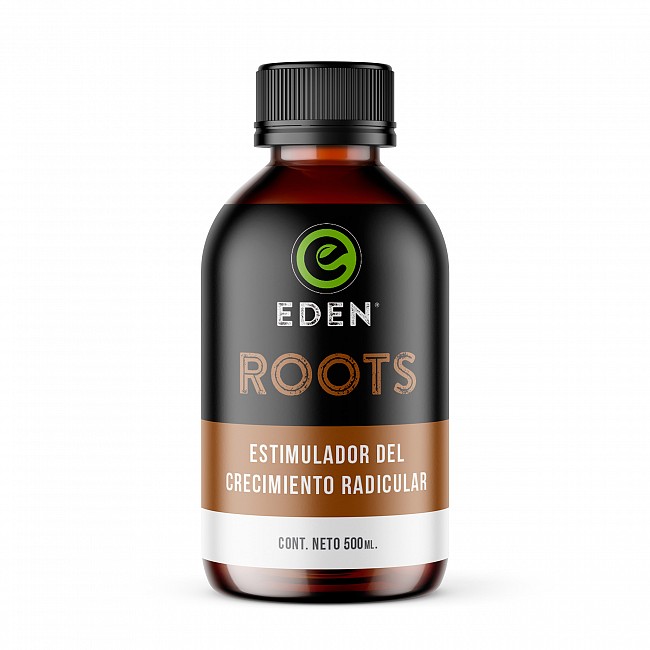 EDEN®
ROOTS
ESTIMULADOR DEL
CRECIMIENTO RADICULAR
CONT. NETO 500ML.